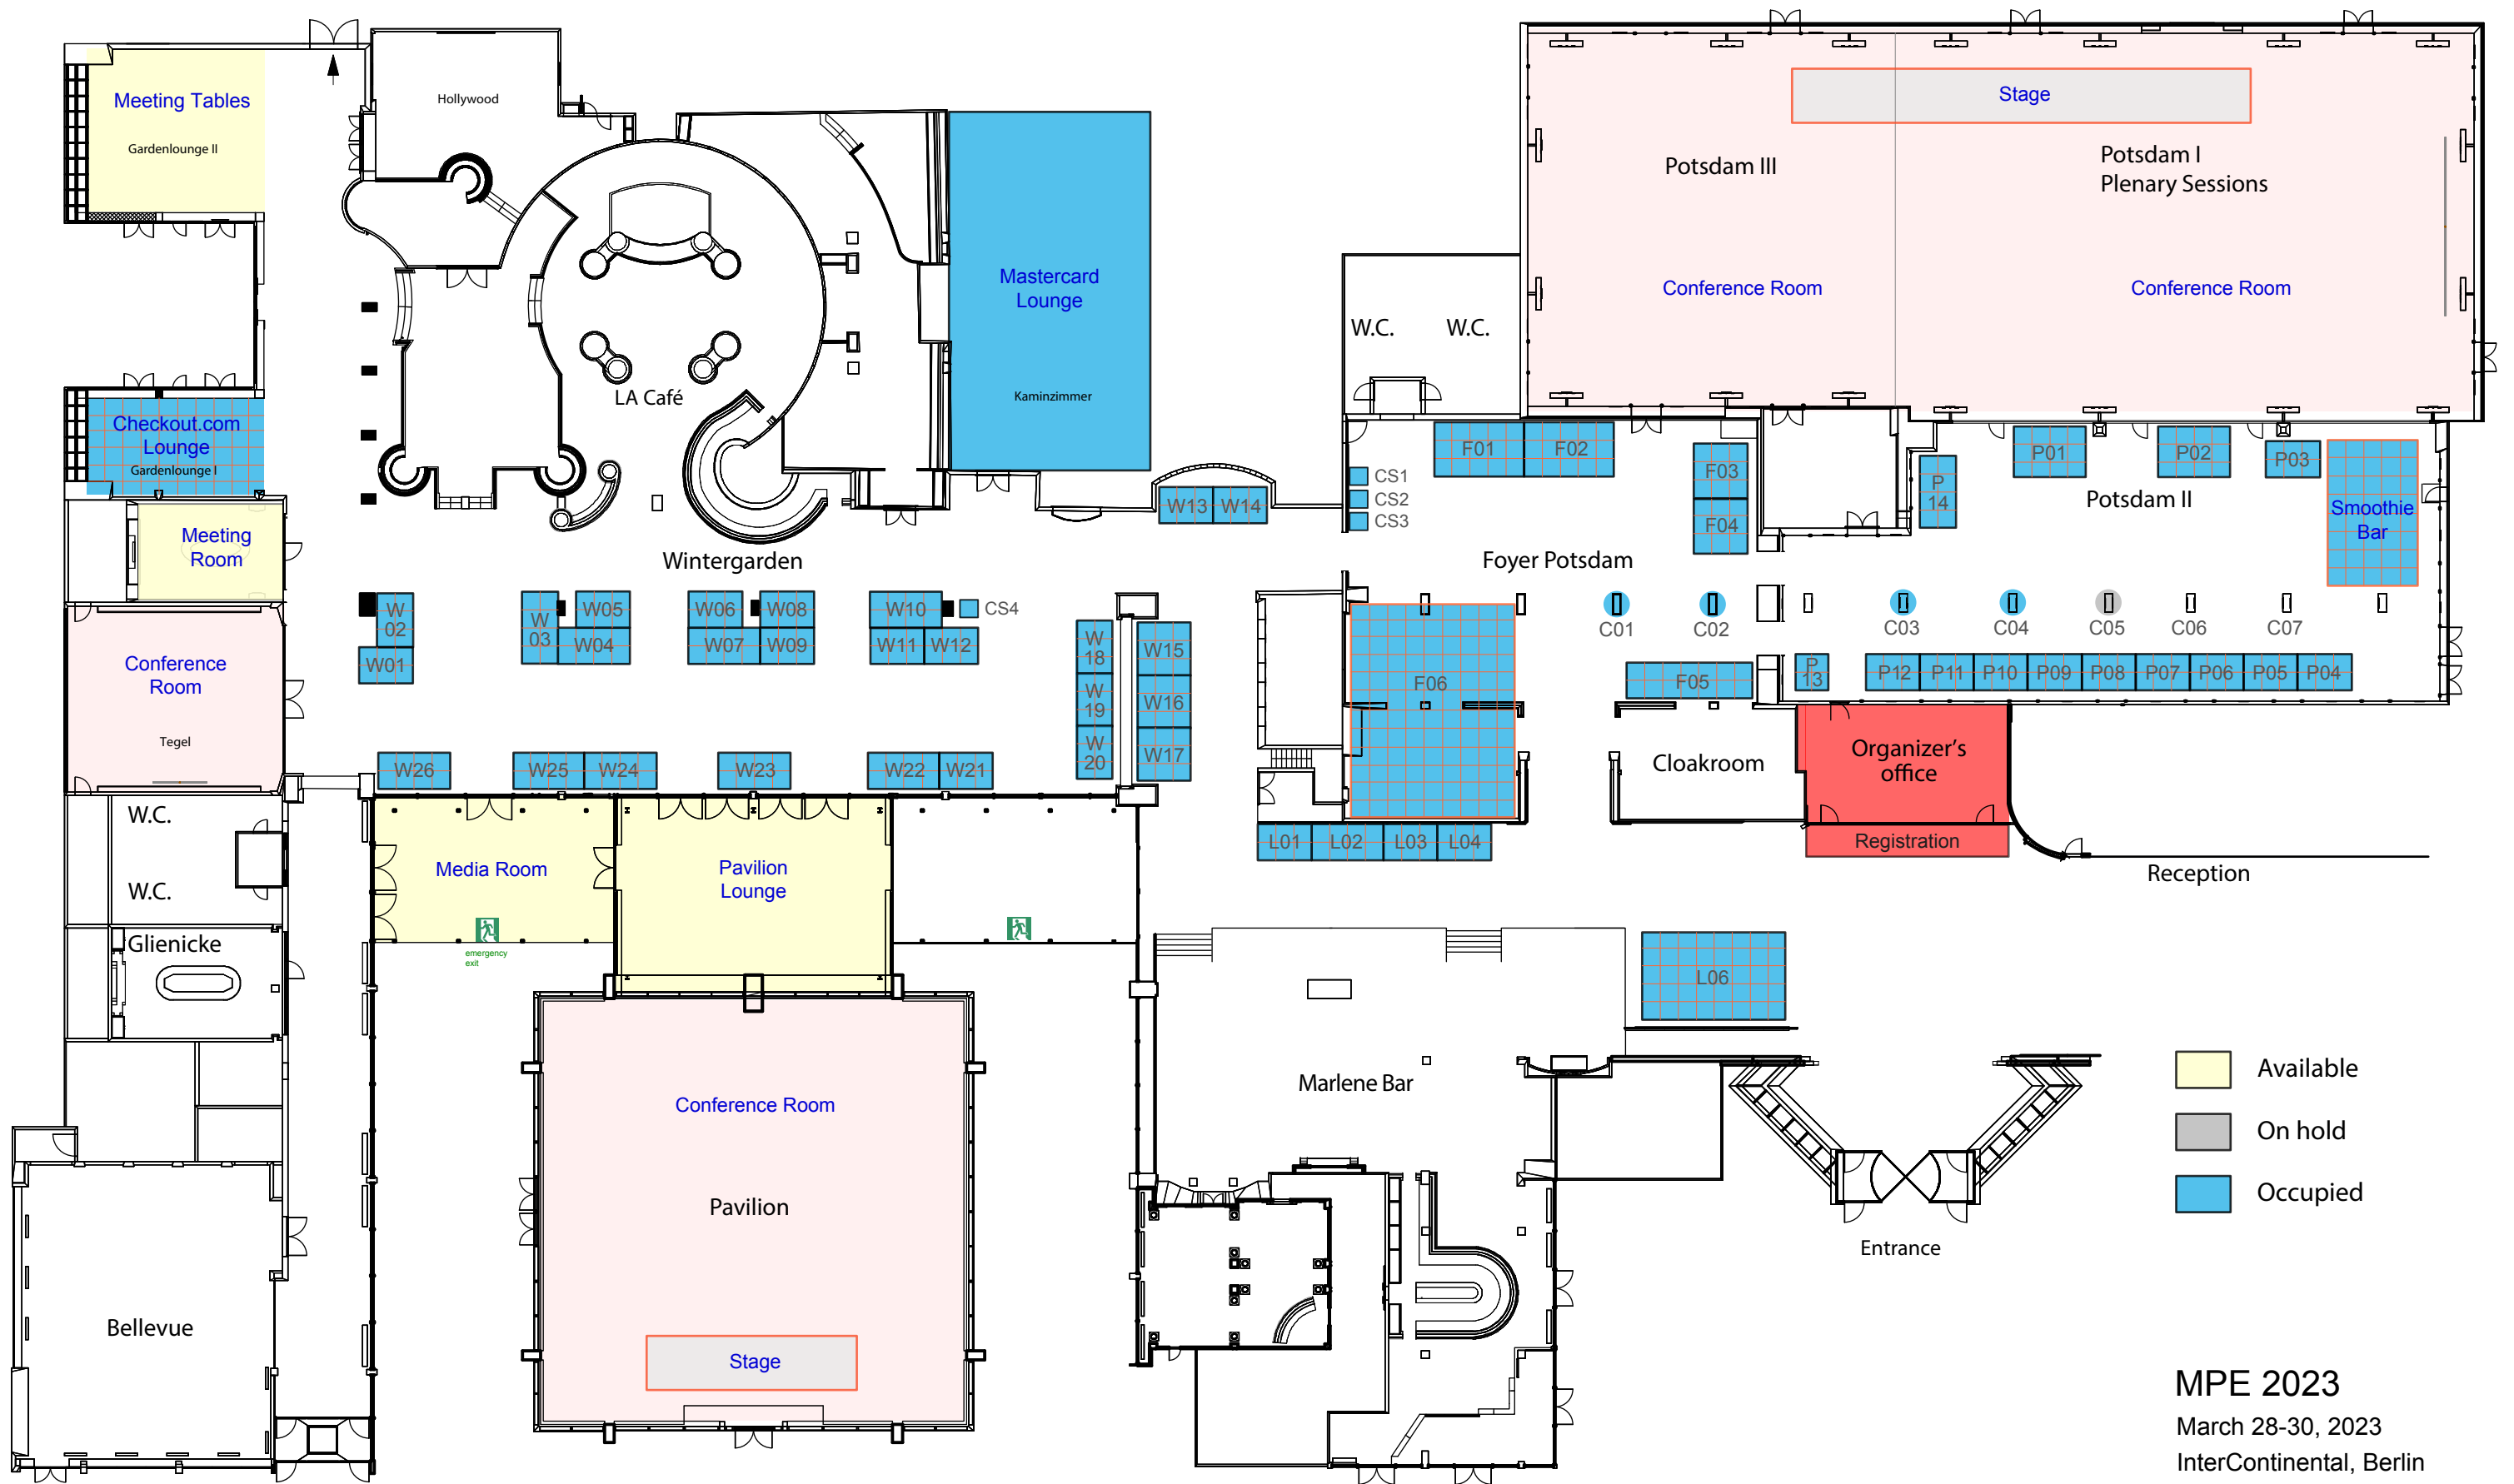 Meeting Tables
Gardenlounge II
Hollywood
LA Café
Mastercard
Lounge
Kaminzimmer
Stage
Potsdam III
Potsdam I
Plenary Sessions
Conference Room
Conference Room
W.C.
W.C.
Checkout.com
Lounge
Gardenlounge I
Meeting
Room
Conference
Room
Tegel
Wintergarden
W
02
W01
W
03
W05
W04
W06
W08
W07
W09
W10
CS4
W11
W12
W13
W14
W
18
W
19
W
20
W15
W16
W17
W26
W25
W24
W23
W22
W21
CS1
CS2
CS3
F01
F02
F03
F04
Foyer Potsdam
F06
C01
C02
F05
P
14
P01
P02
P03
Potsdam II
Smoothie
Bar
C03
C04
C05
C06
C07
P
13
P12
P11
P10
P09
P08
P07
P06
P05
P04
Cloakroom
Organizer's
office
Registration
Reception
L01
L02
L03
L04
L06
W.C.
W.C.
Glienicke
Media Room
emergency
exit
Pavilion
Lounge
Conference Room
Pavilion
Stage
Bellevue
Marlene Bar
Entrance
Available
On hold
Occupied
MPE 2023
March 28-30, 2023
InterContinental, Berlin